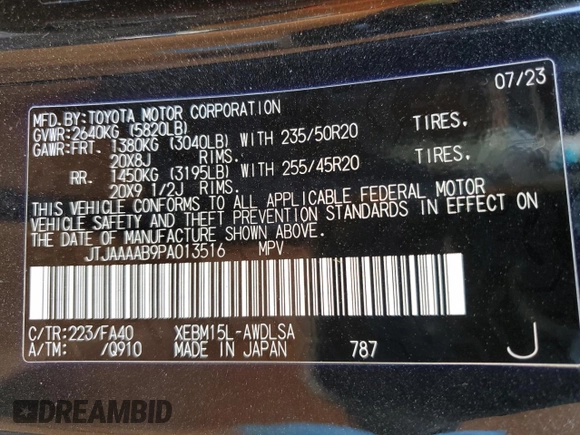 07/23
MFD.BY:TOYOTA MOTOR CORPORATION
GVWR:2640KG (5820LB)
GAWR:FRT. 1380KG (3040LB) WITH 235/50R20 TIRES,
20X8J RIMS.
RR. 1450KG (3195LB) WITH 255/45R20 TIRES,
20X9 1/2J RIMS.
THIS VEHICLE CONFORMS TO ALL APPLICABLE FEDERAL MOTOR
VEHICLE SAFETY AND THEFT PREVENTION STANDARDS IN EFFECT ON
THE DATE OF MANUFACTURE SHOWN ABOVE.
JTJAAAAB9PA013516 MPV
C/TR:223/FA40 XEBM15L-AWDLSA
A/TM: /Q910 MADE IN JAPAN 787 J
DREAMBID